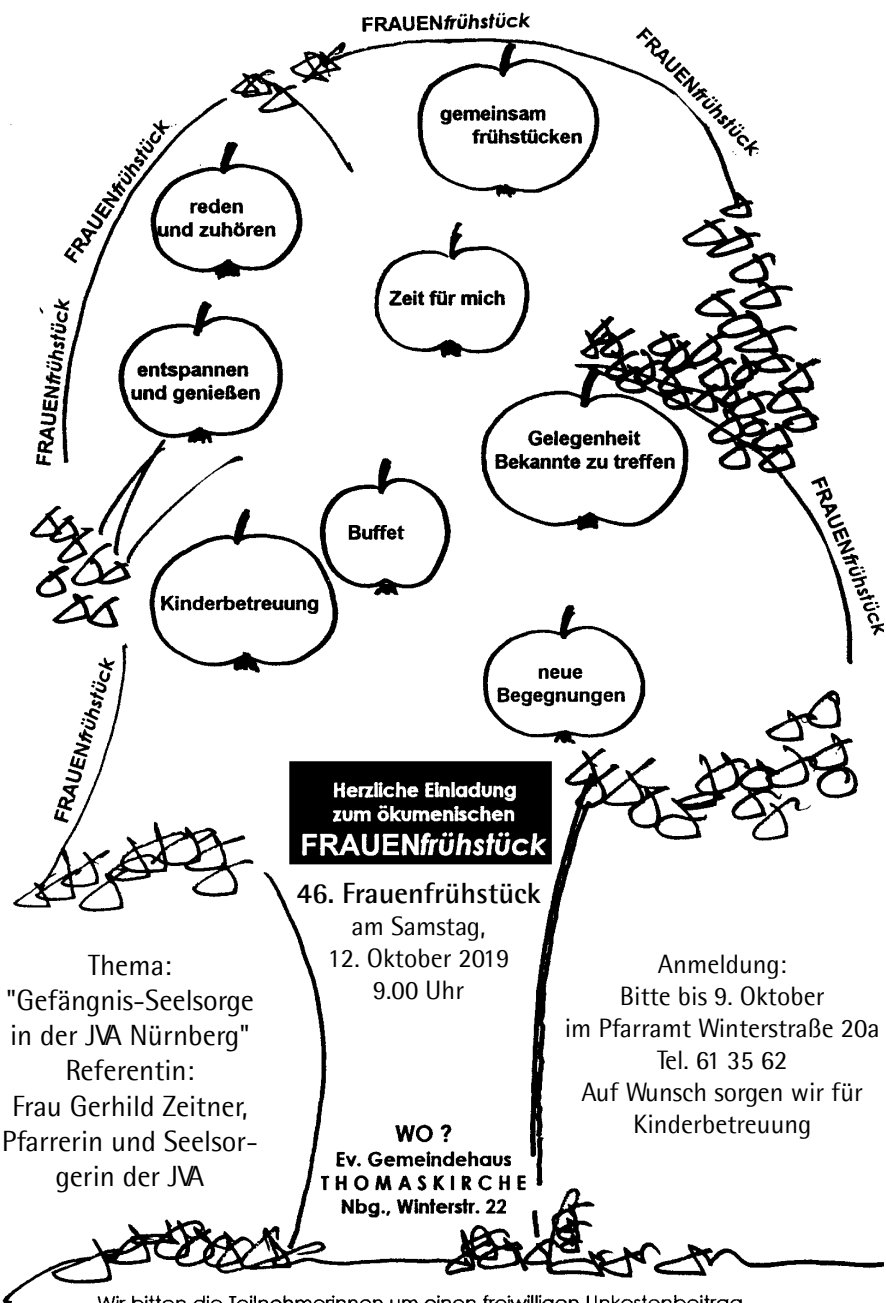 FRAUENfrühstück
FRAUENfrühstück
FRAUENfrühstück
FRAUENfrühstück
FRAUENfrühstück
FRAUENfrühstück
gemeinsam
frühstücken
reden
und zuhören
Zeit für mich
entspannen
und genießen
Gelegenheit
Bekannte zu treffen
Buffet
Kinderbetreuung
neue
Begegnungen
Herzliche Einladung
zum ökumenischen
FRAUENfrühstück
46. Frauenfrühstück
am Samstag,
12. Oktober 2019
9.00 Uhr
Thema:
"Gefängnis-Seelsorge
in der JVA Nürnberg"
Referentin:
Frau Gerhild Zeitner,
Pfarrerin und Seelsor-
gerin der JVA
Anmeldung:
Bitte bis 9. Oktober
im Pfarramt Winterstraße 20a
Tel. 61 35 62
Auf Wunsch sorgen wir für
Kinderbetreuung
WO ?
Ev. Gemeindehaus
THOMASKIRCHE
Nbg., Winterstr. 22
Wir bitten die Teilnehmerinnen um einen freiwilligen Unkostenbeitrag